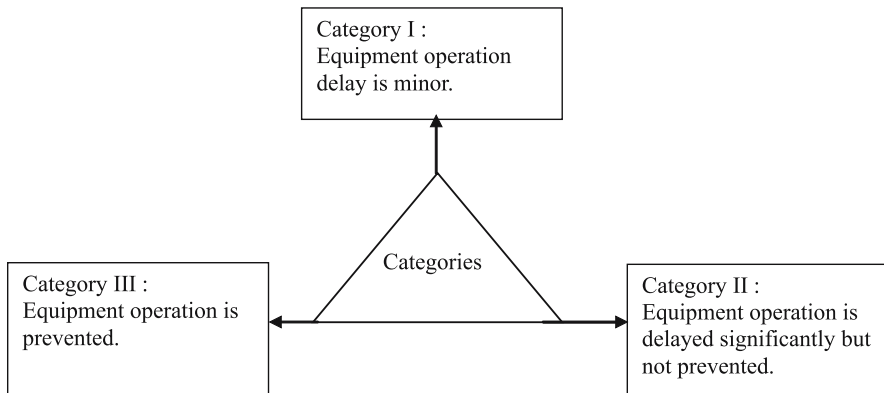 Category I :
Equipment operation
delay is minor.
Categories
Category III :
Equipment operation is
prevented.
Category II :
Equipment operation is
delayed significantly but
not prevented.